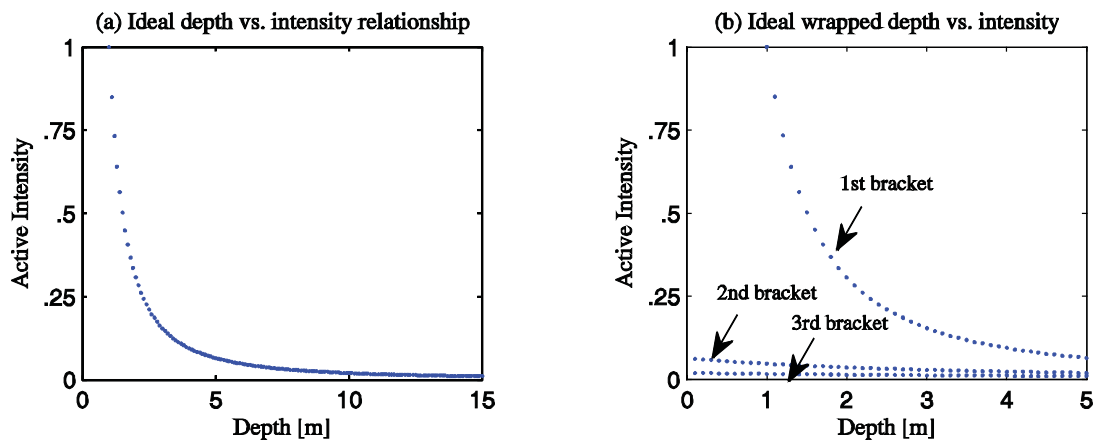 (a) Ideal depth vs. intensity relationship
1
.75
.5
.25
0
Active Intensity
0 5 10 15
Depth [m]
(b) Ideal wrapped depth vs. intensity
1
.75
.5
.25
0
Active Intensity
1st bracket
2nd bracket
3rd bracket
0 1 2 3 4 5
Depth [m]